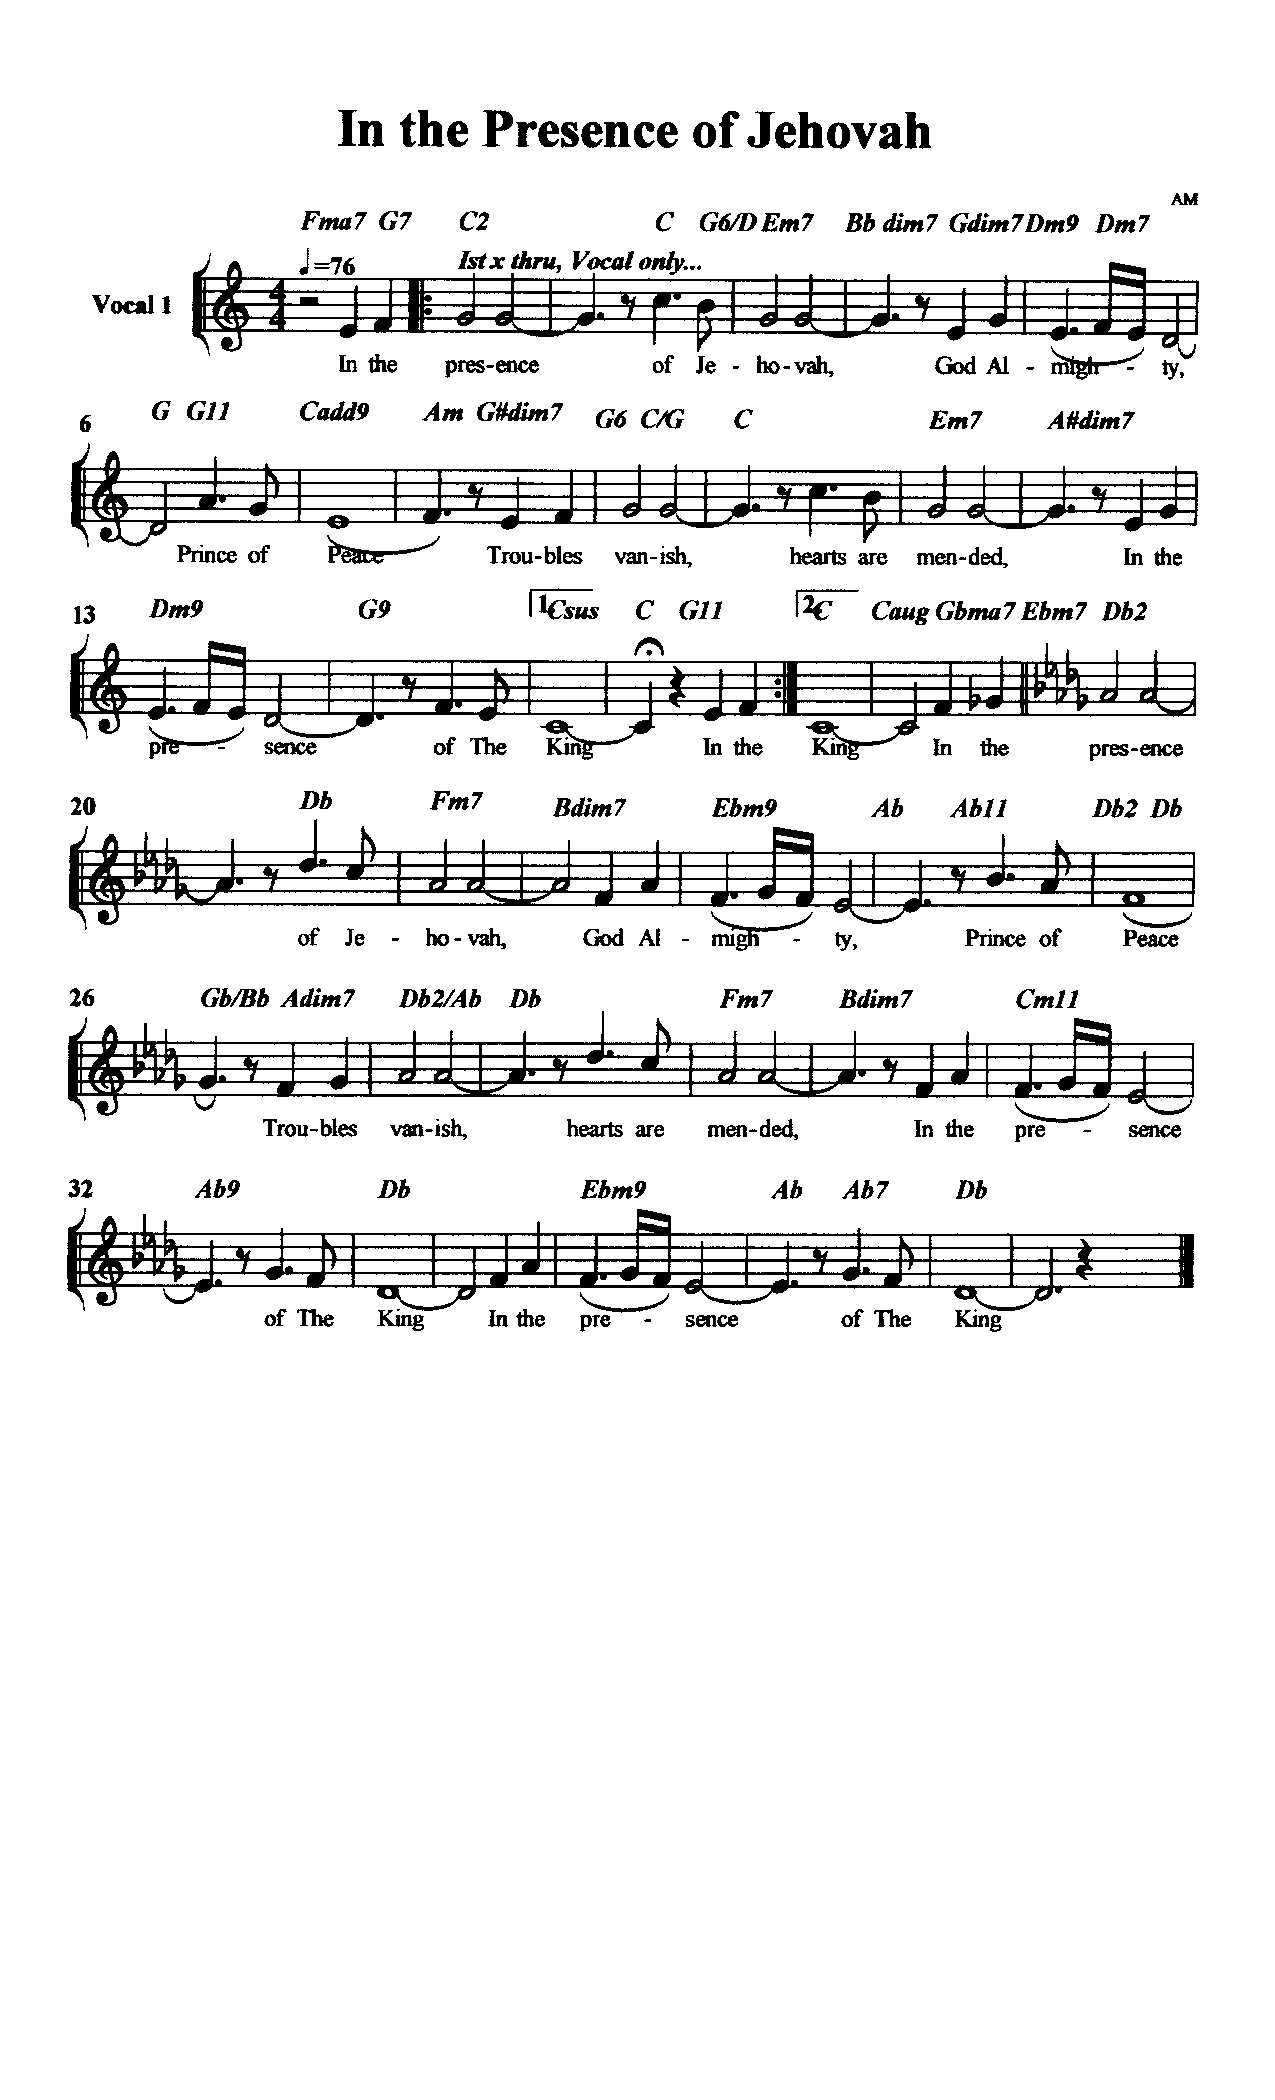 In the Presence of Jehovah
AM
Fma7 G7 C2 C G6/D Em7 Bb dim7 Gdim7 Dm9 Dm7
♩=76 Ist x thru, Vocal only...
Vocal 1
4 4
In the pres-ence of Je - ho-vah, God Al - migh - ty,
6 G G11 Cadd9 Am G#dim7 G6 C/G C Em7 A#dim7
Prince of Peace Trou-bles van-ish, hearts are men-ded, In the
13 Dm9 G9 1. Csus C G11 2. C Caug Gbma7 Ebm7 Db2
pre - sence of The King In the King In the pres-ence
20 Db Fm7 Bdim7 Ebm9 Ab Ab11 Db2 Db
of Je - ho-vah, God Al - migh - ty, Prince of Peace
26 Gb/Bb Adim7 Db2/Ab Db Fm7 Bdim7 Cm11
Trou-bles van-ish, hearts are men-ded, In the pre - sence
32 Ab9 Db Ebm9 Ab Ab7 Db
of The King In the pre - sence of The King